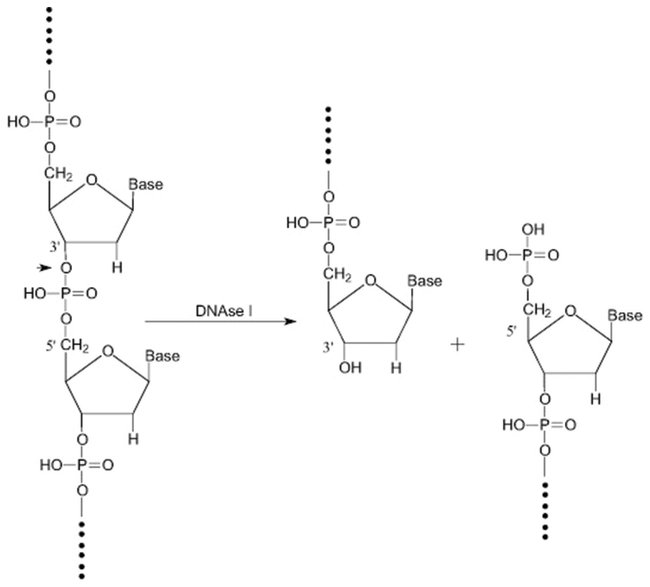 O
HO—P=O
O
CH₂
O
Base
3'
O
H
HO—P=O
O
5'
CH₂
O
Base
O
H
HO—P=O
O
DNAse I
O
HO—P=O
O
CH₂
O
Base
3'
OH
H
+
OH
HO—P=O
O
CH₂
5'
O
Base
O
H
HO—P=O
O